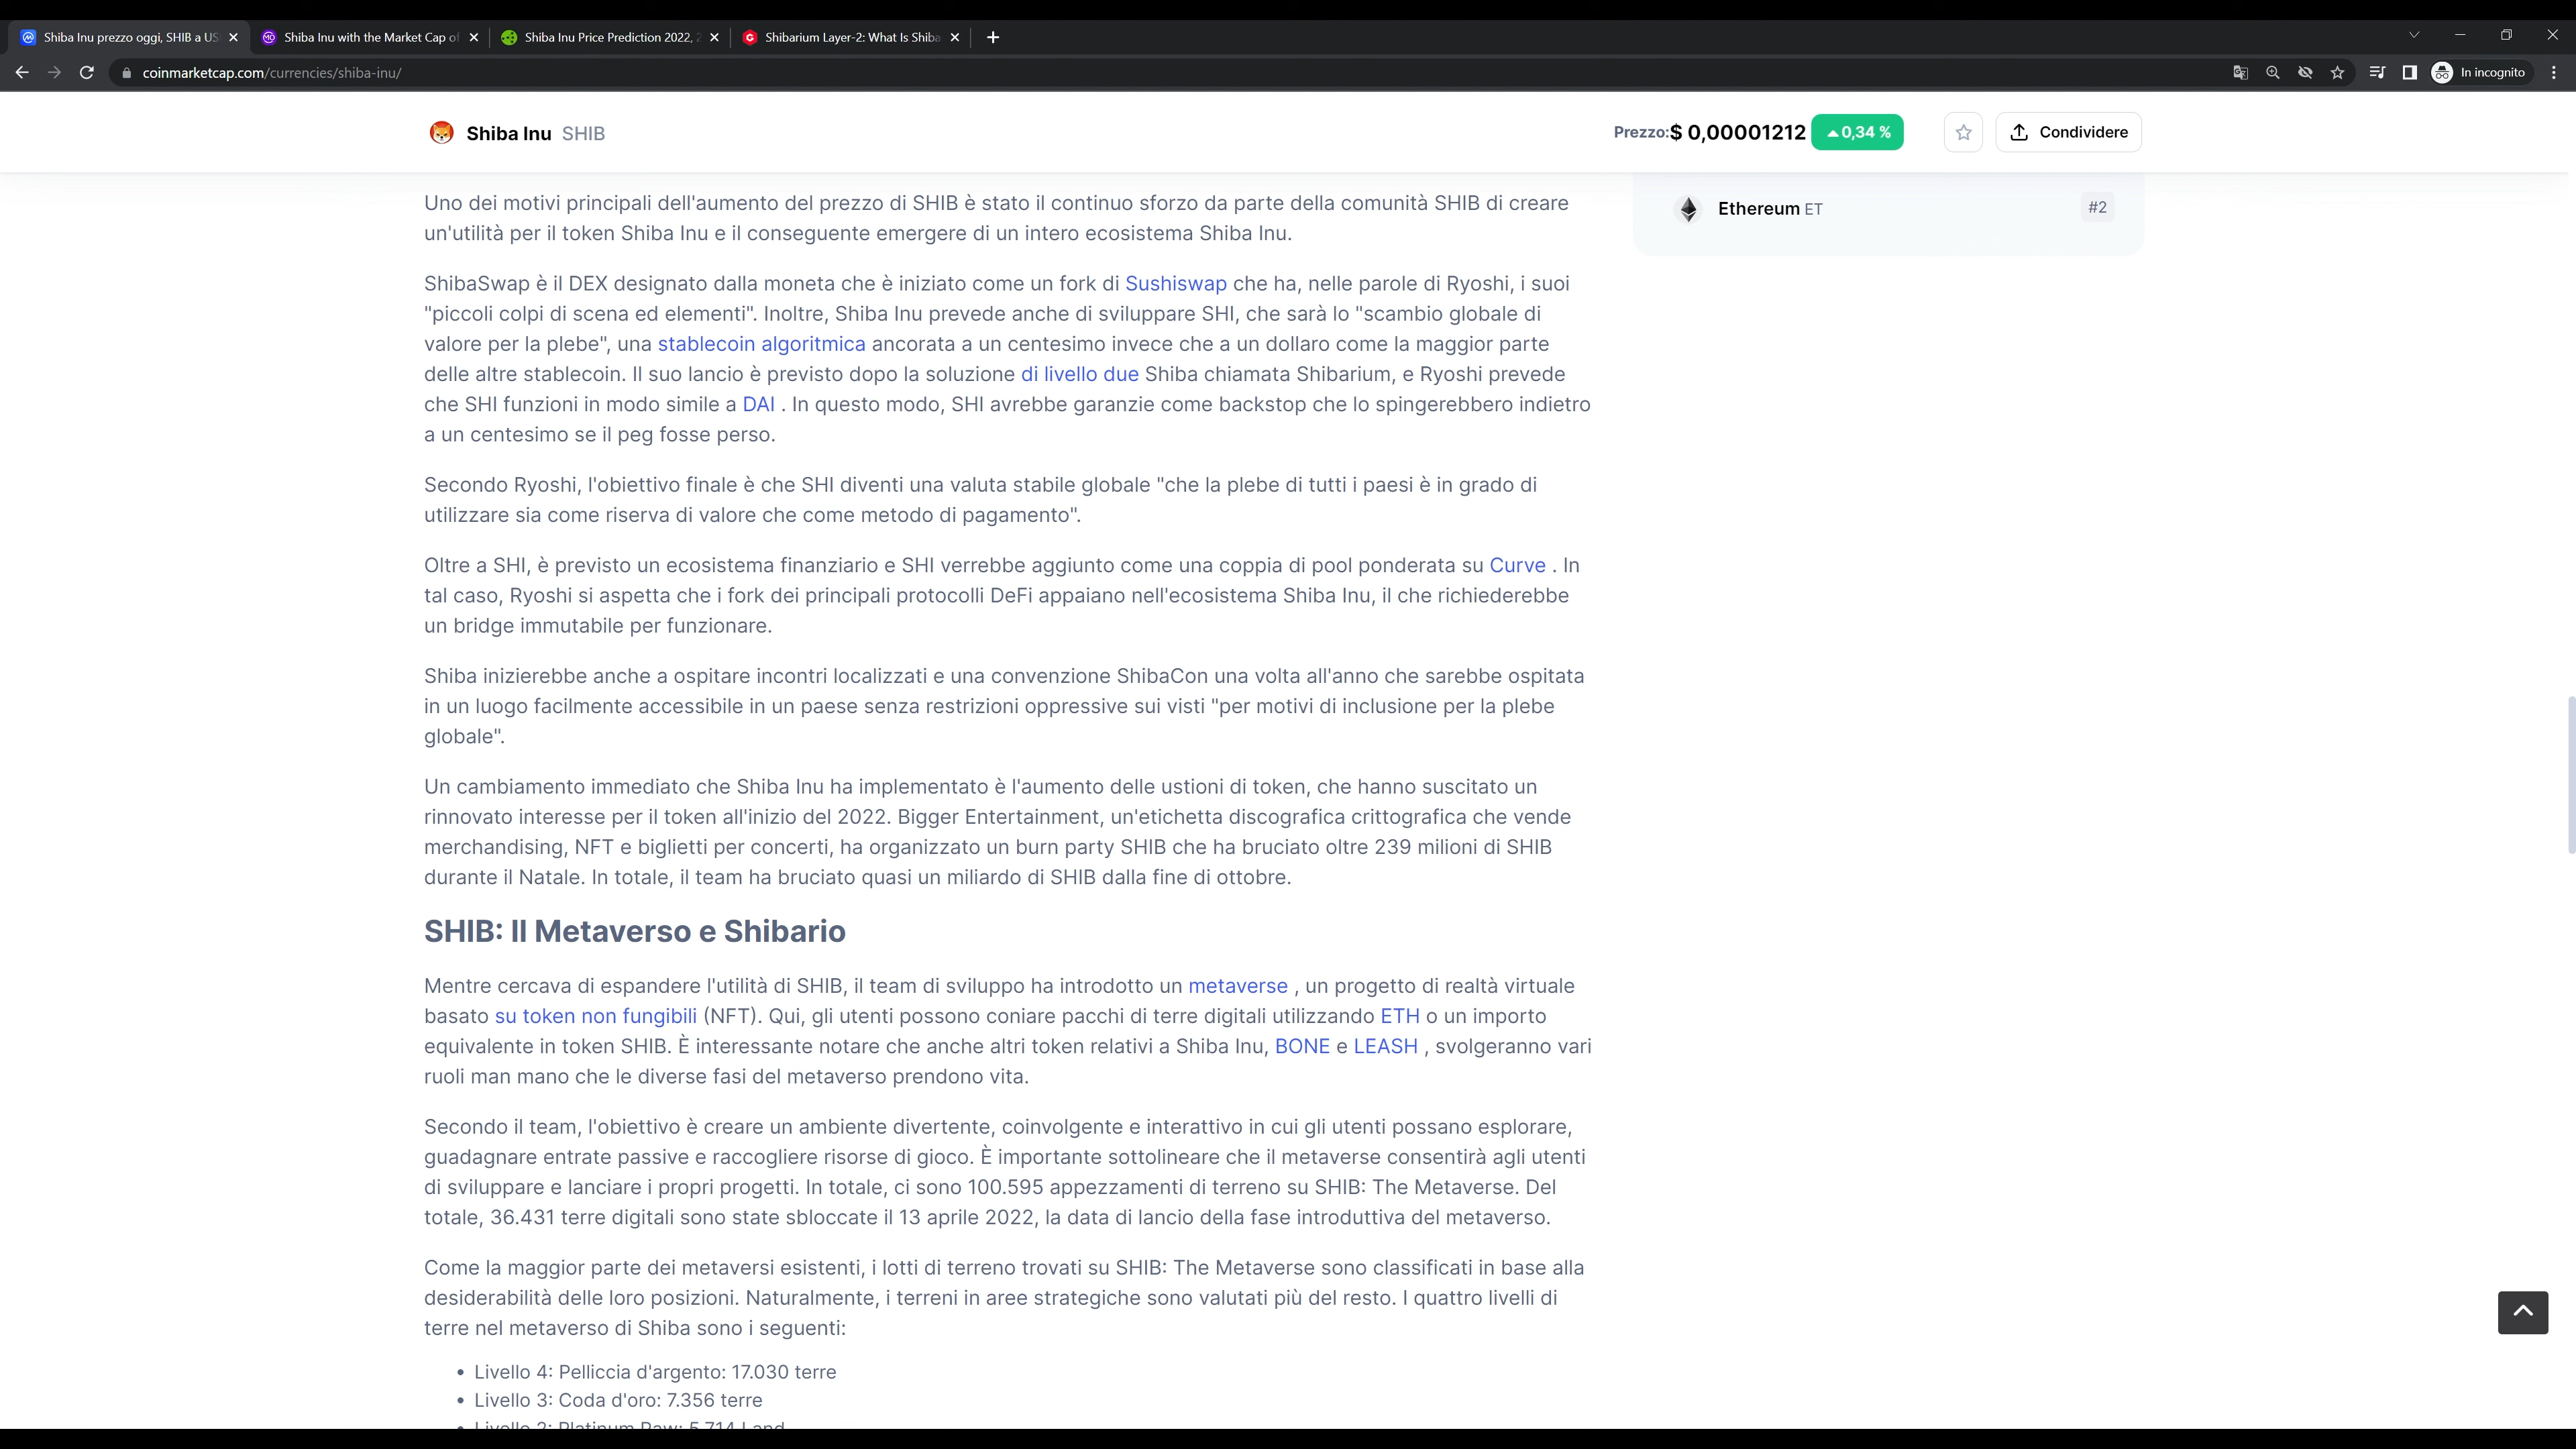 Shiba Inu prezzo oggi, SHIB a US
Shiba Inu with the Market Cap of
Shiba Inu Price Prediction 2022, 2
Shibarium Layer-2: What Is Shiba
coinmarketcap.com/currencies/shiba-inu/
In incognito
Shiba Inu SHIB
Prezzo:$ 0,00001212
0,34 %
Condividere
Ethereum ET
#2
Uno dei motivi principali dell'aumento del prezzo di SHIB è stato il continuo sforzo da parte della comunità SHIB di creare
un'utilità per il token Shiba Inu e il conseguente emergere di un intero ecosistema Shiba Inu.
ShibaSwap è il DEX designato dalla moneta che è iniziato come un fork di Sushiswap che ha, nelle parole di Ryoshi, i suoi
"piccoli colpi di scena ed elementi". Inoltre, Shiba Inu prevede anche di sviluppare SHI, che sarà lo "scambio globale di
valore per la plebe", una stablecoin algoritmica ancorata a un centesimo invece che a un dollaro come la maggior parte
delle altre stablecoin. Il suo lancio è previsto dopo la soluzione di livello due Shiba chiamata Shibarium, e Ryoshi prevede
che SHI funzioni in modo simile a DAI . In questo modo, SHI avrebbe garanzie come backstop che lo spingerebbero indietro
a un centesimo se il peg fosse perso.
Secondo Ryoshi, l'obiettivo finale è che SHI diventi una valuta stabile globale "che la plebe di tutti i paesi è in grado di
utilizzare sia come riserva di valore che come metodo di pagamento".
Oltre a SHI, è previsto un ecosistema finanziario e SHI verrebbe aggiunto come una coppia di pool ponderata su Curve . In
tal caso, Ryoshi si aspetta che i fork dei principali protocolli DeFi appaiano nell'ecosistema Shiba Inu, il che richiederebbe
un bridge immutabile per funzionare.
Shiba inizierebbe anche a ospitare incontri localizzati e una convenzione ShibaCon una volta all'anno che sarebbe ospitata
in un luogo facilmente accessibile in un paese senza restrizioni oppressive sui visti "per motivi di inclusione per la plebe
globale".
Un cambiamento immediato che Shiba Inu ha implementato è l'aumento delle ustioni di token, che hanno suscitato un
rinnovato interesse per il token all'inizio del 2022. Bigger Entertainment, un'etichetta discografica crittografica che vende
merchandising, NFT e biglietti per concerti, ha organizzato un burn party SHIB che ha bruciato oltre 239 milioni di SHIB
durante il Natale. In totale, il team ha bruciato quasi un miliardo di SHIB dalla fine di ottobre.
SHIB: Il Metaverso e Shibario
Mentre cercava di espandere l'utilità di SHIB, il team di sviluppo ha introdotto un metaverse , un progetto di realtà virtuale
basato su token non fungibili (NFT). Qui, gli utenti possono coniare pacchi di terre digitali utilizzando ETH o un importo
equivalente in token SHIB. È interessante notare che anche altri token relativi a Shiba Inu, BONE e LEASH , svolgeranno vari
ruoli man mano che le diverse fasi del metaverso prendono vita.
Secondo il team, l'obiettivo è creare un ambiente divertente, coinvolgente e interattivo in cui gli utenti possano esplorare,
guadagnare entrate passive e raccogliere risorse di gioco. È importante sottolineare che il metaverse consentirà agli utenti
di sviluppare e lanciare i propri progetti. In totale, ci sono 100.595 appezzamenti di terreno su SHIB: The Metaverse. Del
totale, 36.431 terre digitali sono state sbloccate il 13 aprile 2022, la data di lancio della fase introduttiva del metaverso.
Come la maggior parte dei metaversi esistenti, i lotti di terreno trovati su SHIB: The Metaverse sono classificati in base alla
desiderabilità delle loro posizioni. Naturalmente, i terreni in aree strategiche sono valutati più del resto. I quattro livelli di
terre nel metaverso di Shiba sono i seguenti:
• Livello 4: Pelliccia d'argento: 17.030 terre
• Livello 3: Coda d'oro: 7.356 terre
• Livello 2: Platinum Paw: 5.714 Land